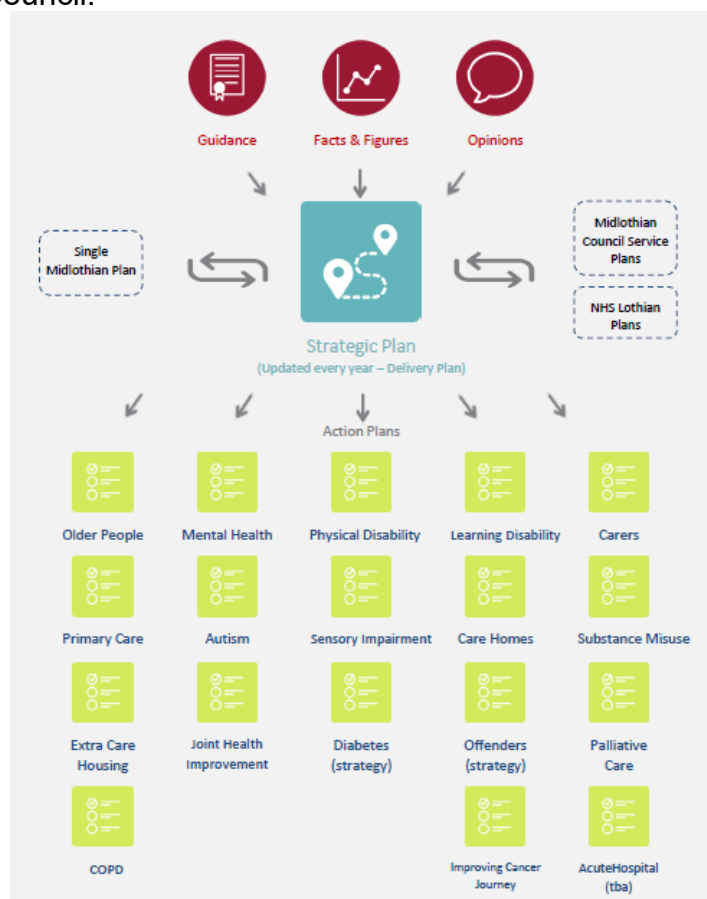 Council.
Guidance
Facts & Figures
Opinions
Single
Midlothian Plan
Midlothian
Council Service
Plans
NHS Lothian
Plans
Strategic Plan
(Updated every year – Delivery Plan)
Action Plans
Older People
Mental Health
Physical Disability
Learning Disability
Carers
Primary Care
Autism
Sensory Impairment
Care Homes
Substance Misuse
Extra Care
Housing
Joint Health
Improvement
Diabetes
(strategy)
Offenders
(strategy)
Palliative
Care
COPD
Improving Cancer
Journey
AcuteHospital
(tba)